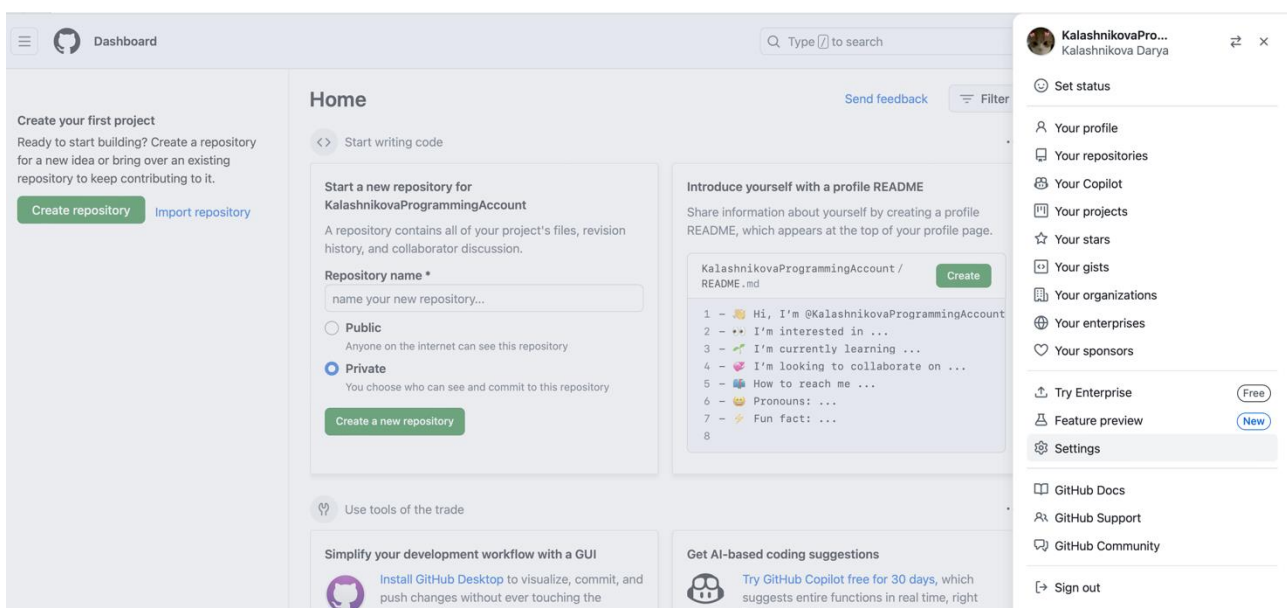 Dashboard
Type / to search
Create your first project
Ready to start building? Create a repository
for a new idea or bring over an existing
repository to keep contributing to it.
Create repository
Import repository
Home
Send feedback
Filter
Start writing code
Start a new repository for
KalashnikovaProgrammingAccount
A repository contains all of your project's files, revision
history, and collaborator discussion.
Repository name *
name your new repository...
Public
Anyone on the internet can see this repository
Private
You choose who can see and commit to this repository
Create a new repository
Introduce yourself with a profile README
Share information about yourself by creating a profile
README, which appears at the top of your profile page.
KalashnikovaProgrammingAccount /
README.md
Create
1 - 👋 Hi, I'm @KalashnikovaProgrammingAccount
2 - 👀 I'm interested in ...
3 - 🌱 I'm currently learning ...
4 - 💞️ I'm looking to collaborate on ...
5 - 📫 How to reach me ...
6 - 😄 Pronouns: ...
7 - ⚡ Fun fact: ...
8
Use tools of the trade
Simplify your development workflow with a GUI
Install GitHub Desktop to visualize, commit, and
push changes without ever touching the
Get AI-based coding suggestions
Try GitHub Copilot free for 30 days, which
suggests entire functions in real time, right
KalashnikovaPro...
Kalashnikova Darya
Set status
Your profile
Your repositories
Your Copilot
Your projects
Your stars
Your gists
Your organizations
Your enterprises
Your sponsors
Try Enterprise
Free
Feature preview
New
Settings
GitHub Docs
GitHub Support
GitHub Community
Sign out